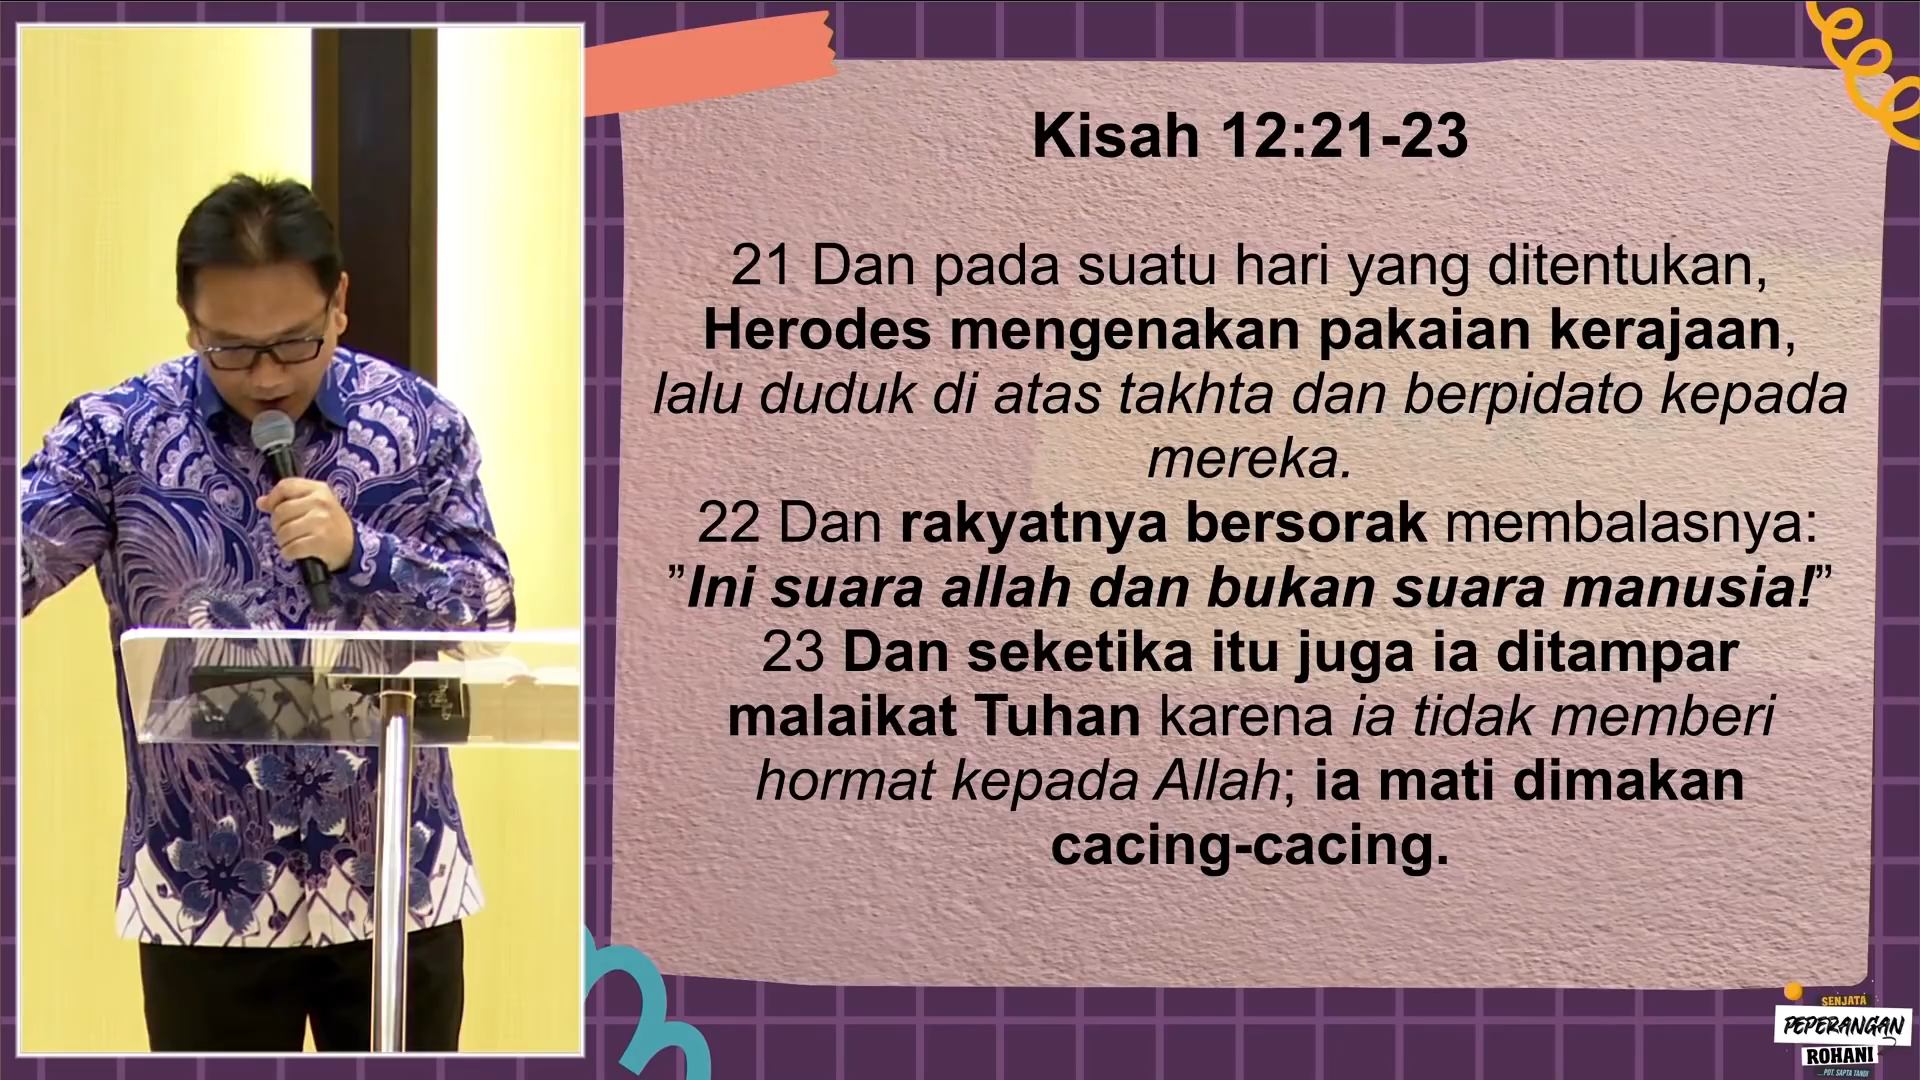 Kisah 12:21-23
21 Dan pada suatu hari yang ditentukan,
Herodes mengenakan pakaian kerajaan,
lalu duduk di atas takhta dan berpidato kepada
mereka.
22 Dan rakyatnya bersorak membalasnya:
”Ini suara allah dan bukan suara manusia!”
23 Dan seketika itu juga ia ditampar
malaikat Tuhan karena ia tidak memberi
hormat kepada Allah; ia mati dimakan
cacing-cacing.
SENJATA
PEPERANGAN
ROHANI
...PDT. SAPTA TANDI